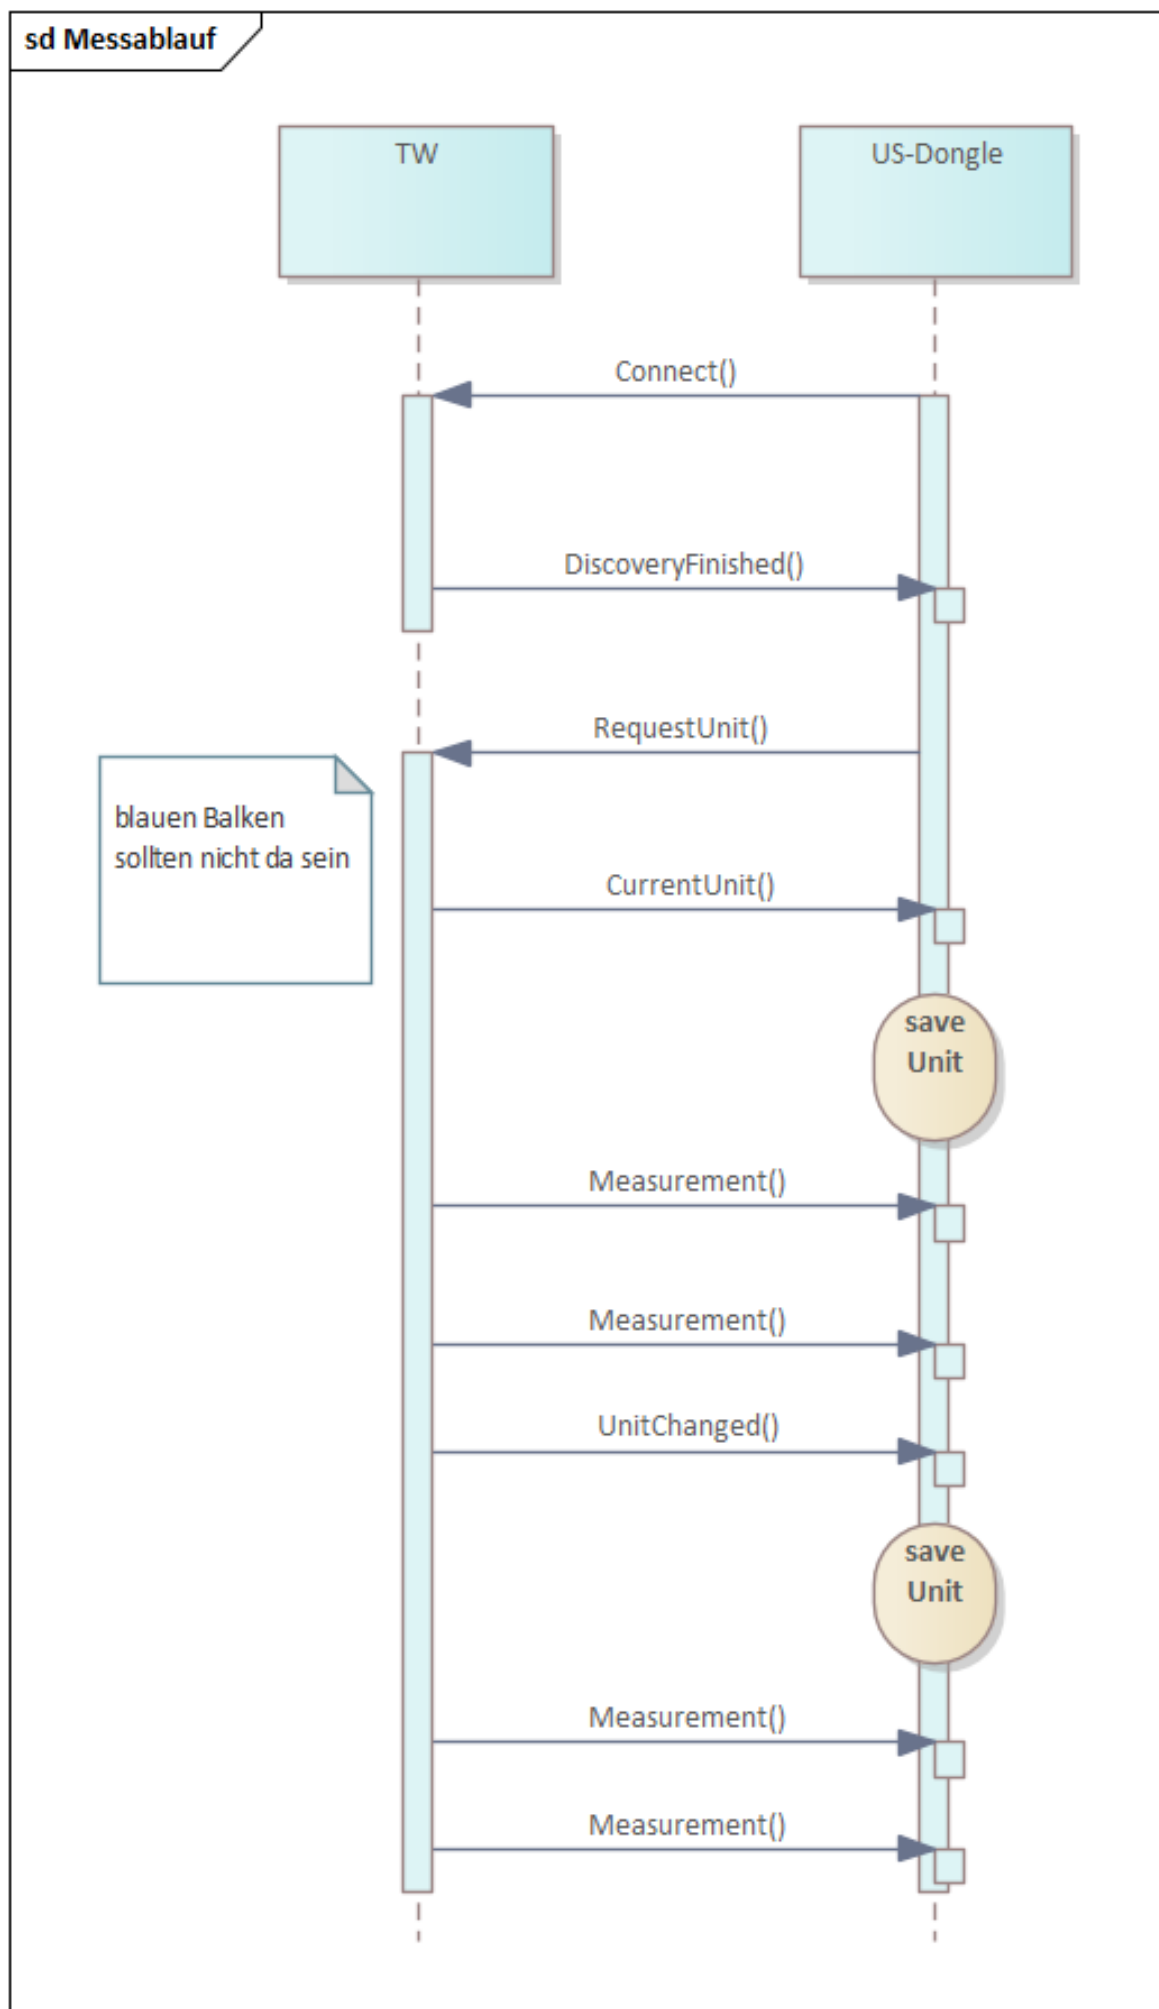 sd Messablauf
TW
US-Dongle
Connect()
DiscoveryFinished()
RequestUnit()
blauen Balken
sollten nicht da sein
CurrentUnit()
save
Unit
Measurement()
Measurement()
UnitChanged()
save
Unit
Measurement()
Measurement()